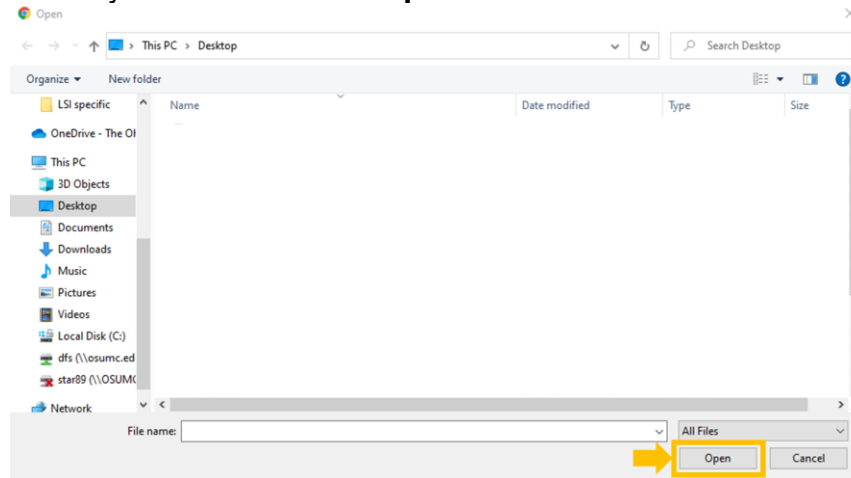 Open
This PC > Desktop
Search Desktop
Organize
New folder
Name
Date modified
Type
Size
LSI specific
OneDrive - The Oh
This PC
3D Objects
Desktop
Documents
Downloads
Music
Pictures
Videos
Local Disk (C:)
dfs (\\osumc.ed
star89 (\\OSUMC
Network
File name:
All Files
Open
Cancel